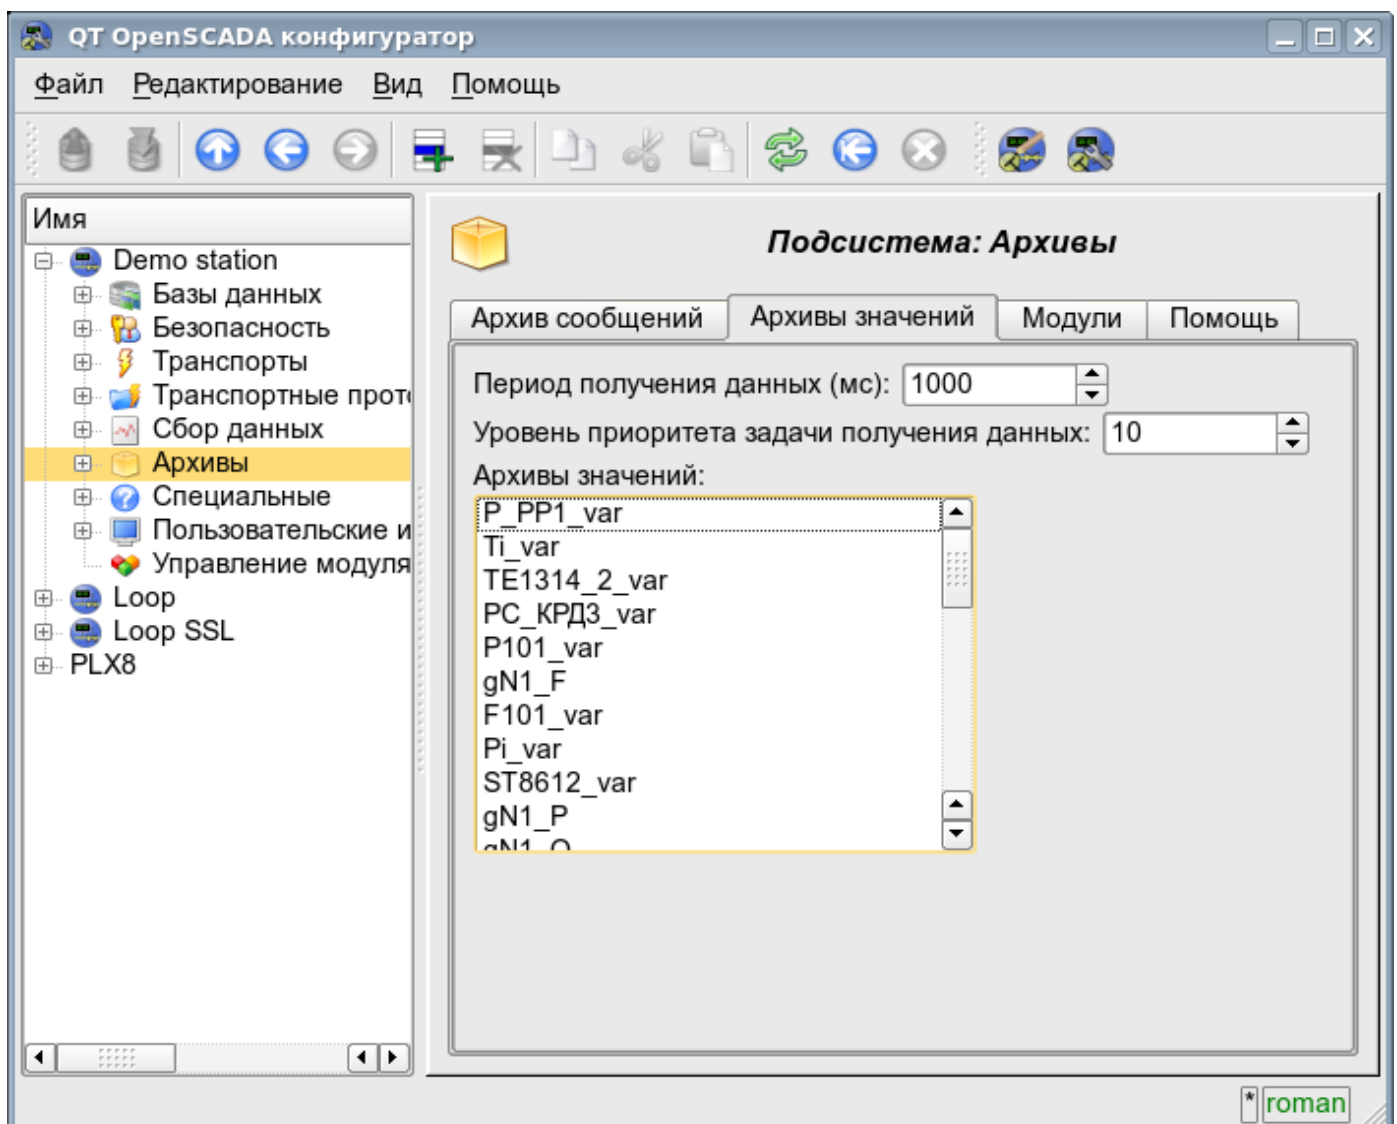 QT OpenSCADA конфигуратор
Файл Редактирование Вид Помощь
Имя
Demo station
Базы данных
Безопасность
Транспорты
Транспортные прото
Сбор данных
Архивы
Специальные
Пользовательские и
Управление модуля
Loop
Loop SSL
PLX8
Подсистема: Архивы
Архив сообщений Архивы значений Модули Помощь
Период получения данных (мс): 1000
Уровень приоритета задачи получения данных: 10
Архивы значений:
P_PP1_var
Ti_var
TE1314_2_var
PC_КРД3_var
P101_var
gN1_F
F101_var
Pi_var
ST8612_var
gN1_P
gN1_Q
* roman